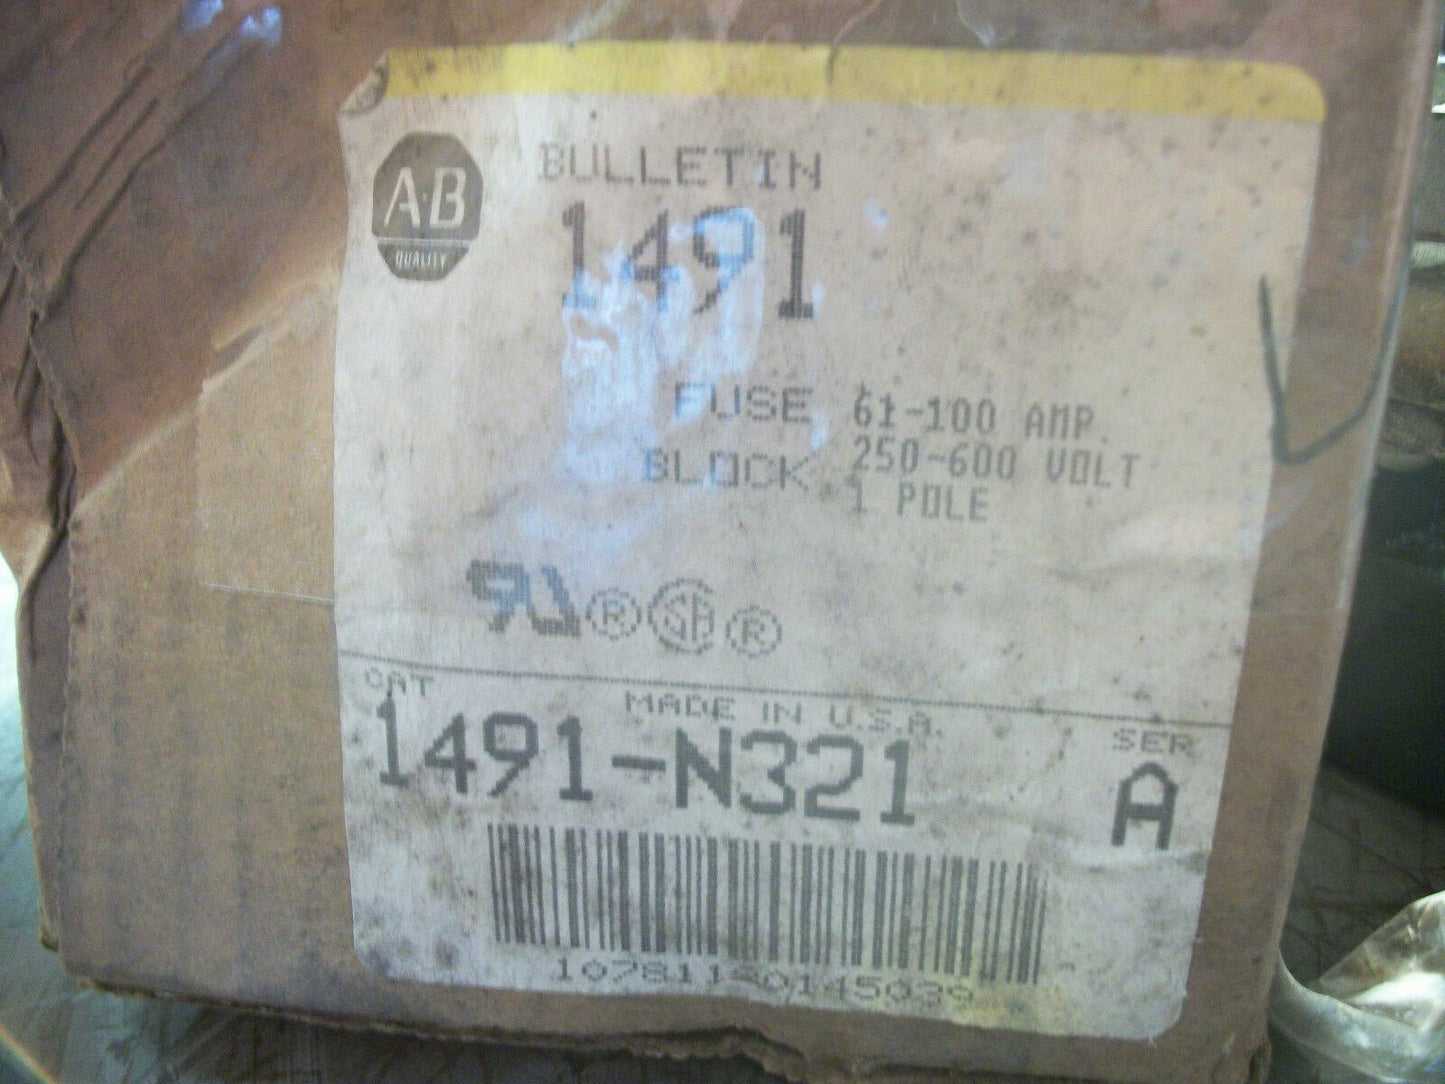 A·B
QUALITY
BULLETIN
1491
FUSE
BLOCK
61-100 AMP.
250-600 VOLT
1 POLE
® SA ®
CAT
MADE IN U.S.A.
SER
1491-N321
A